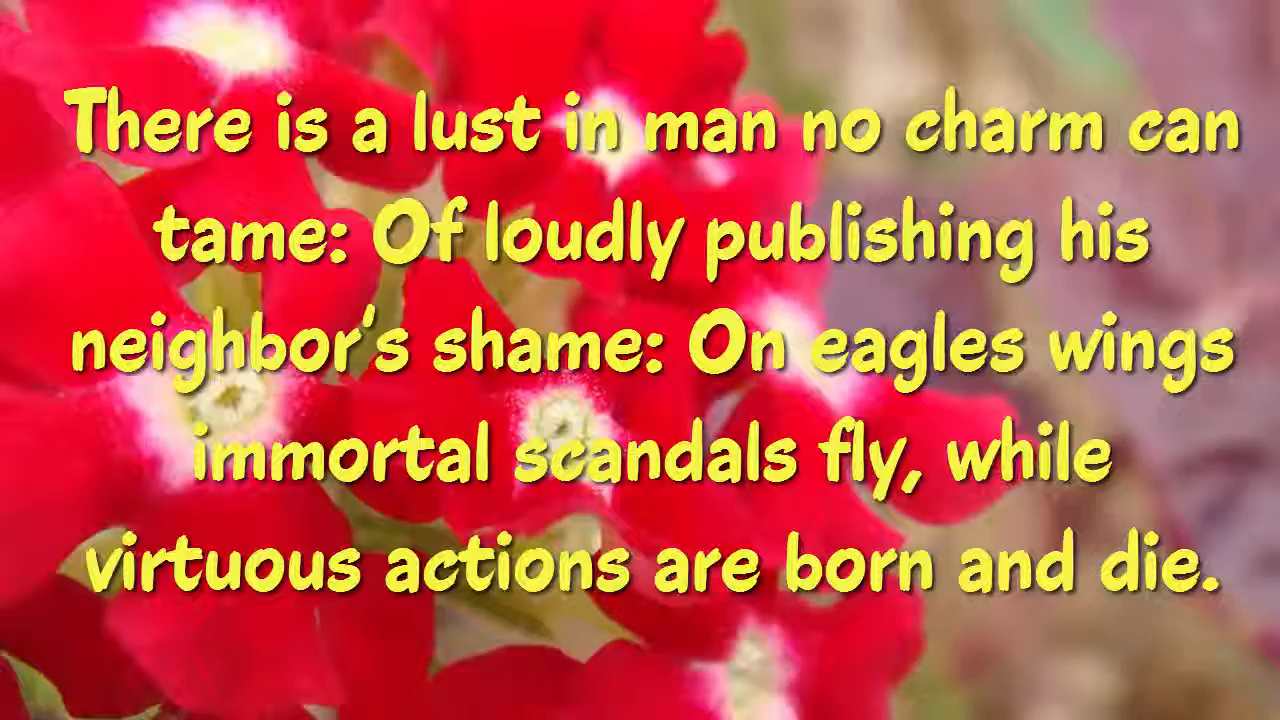 There is a lust in man no charm can
tame: Of loudly publishing his
neighbor's shame: On eagles wings
immortal scandals fly, while
virtuous actions are born and die.